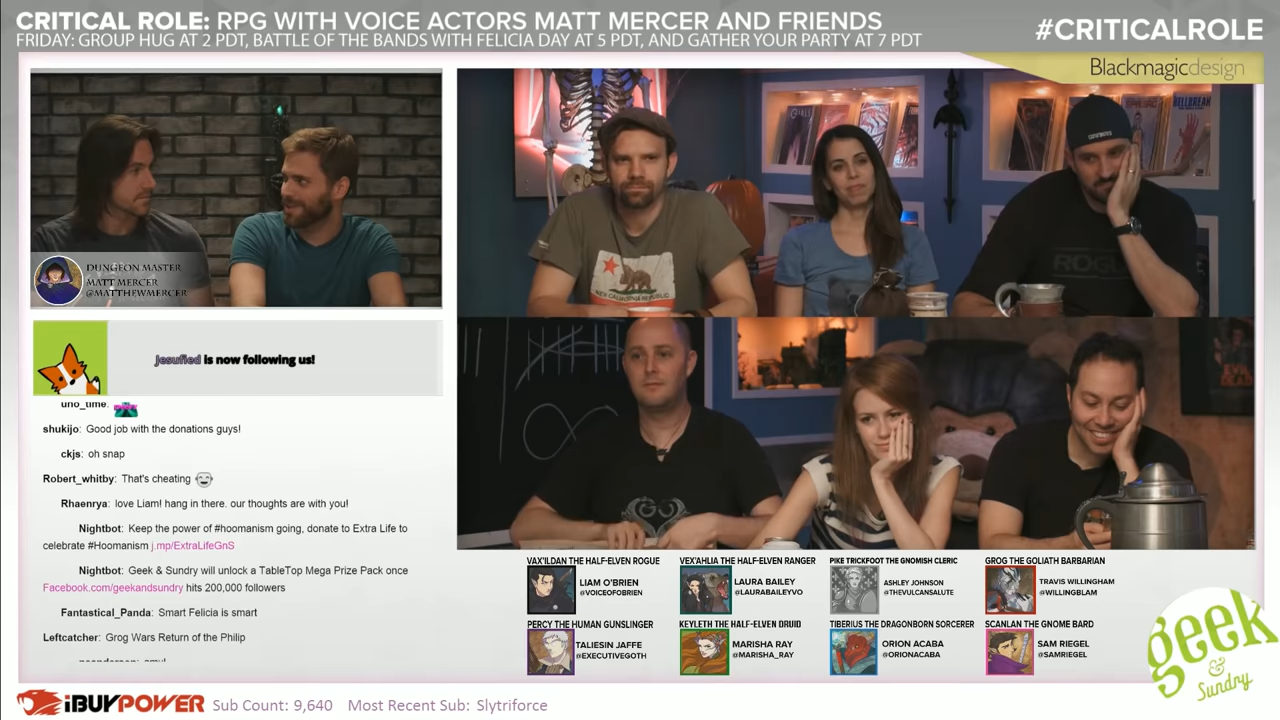 CRITICAL ROLE: RPG WITH VOICE ACTORS MATT MERCER AND FRIENDS
FRIDAY: GROUP HUG AT 2 PDT, BATTLE OF THE BANDS WITH FELICIA DAY AT 5 PDT, AND GATHER YOUR PARTY AT 7 PDT
#CRITICALROLE
Blackmagicdesign
DUNGEON MASTER
MATT MERCER
@MATTHEWMERCER
jesufied is now following us!
uno_time:
shukijo: Good job with the donations guys!
ckjs: oh snap
Robert_whitby: That's cheating
Rhaenrya: love Liam! hang in there. our thoughts are with you!
Nightbot: Keep the power of #hoomanism going, donate to Extra Life to
celebrate #Hoomanism j.mp/ExtraLifeGnS
Nightbot: Geek & Sundry will unlock a TableTop Mega Prize Pack once
Facebook.com/geekandsundry hits 200,000 followers
Fantastical_Panda: Smart Felicia is smart
Leftcatcher: Grog Wars Return of the Philip
CALIFORNIA REPUBLIC
ROGU
VAX'ILDAN THE HALF-ELVEN ROGUE
LIAM O'BRIEN
@VOICEOFOBRIEN
VEX'AHLIA THE HALF-ELVEN RANGER
LAURA BAILEY
@LAURABAILEYVO
PIKE TRICKFOOT THE GNOMISH CLERIC
ASHLEY JOHNSON
@THEVULCANSALUTE
GROG THE GOLIATH BARBARIAN
TRAVIS WILLINGHAM
@WILLINGBLAM
PERCY THE HUMAN GUNSLINGER
TALIESIN JAFFE
@EXECUTIVEGOTH
KEYLETH THE HALF-ELVEN DRUID
MARISHA RAY
@MARISHA_RAY
TIBERIUS THE DRAGONBORN SORCERER
ORION ACABA
@ORIONACABA
SCANLAN THE GNOME BARD
SAM RIEGEL
@SAMRIEGEL
geek
&
Sundry
iBUYPOWER
Sub Count: 9,640 Most Recent Sub: Slytriforce